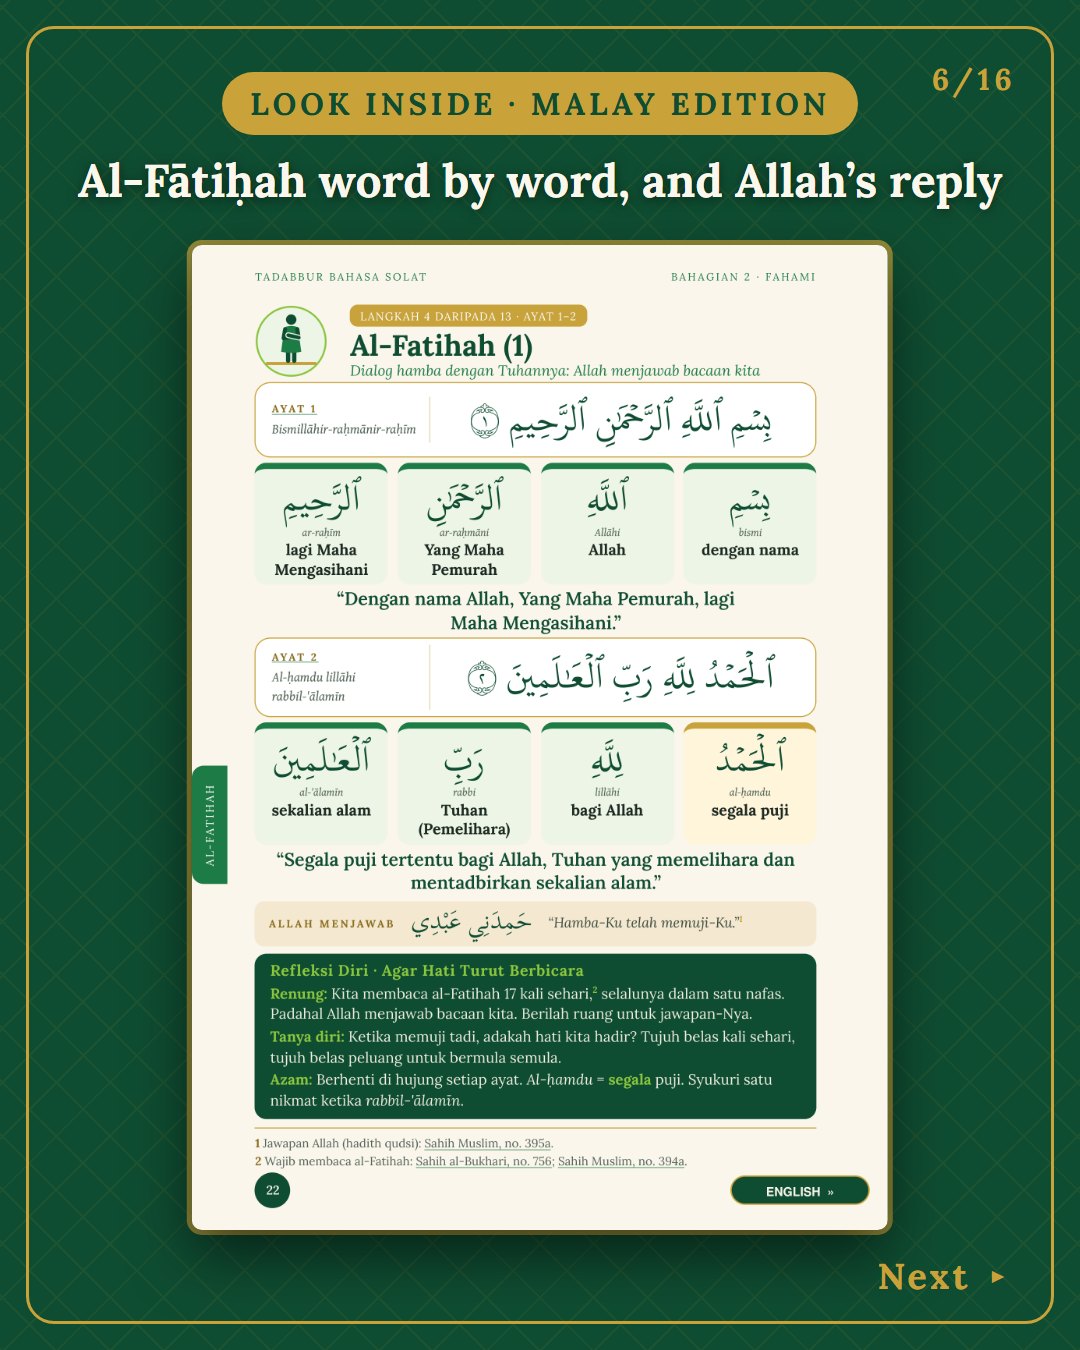 6/16
LOOK INSIDE · MALAY EDITION
Al-Fātiḥah word by word, and Allah’s reply
TADABBUR BAHASA SOLAT
BAHAGIAN 2 · FAHAMI
LANGKAH 4 DARIPADA 13 · AYAT 1–2
Al-Fatihah (1)
Dialog hamba dengan Tuhannya: Allah menjawab bacaan kita
AYAT 1
Bismillāhir-raḥmānir-raḥīm
بِسْمِ ٱللَّهِ ٱلرَّحْمَٰنِ ٱلرَّحِيمِ ١
بِسْمِ
bismi
dengan nama
ٱللَّهِ
Allāhi
Allah
ٱلرَّحْمَٰنِ
ar-raḥmāni
Yang Maha
Pemurah
ٱلرَّحِيمِ
ar-raḥīm
lagi Maha
Mengasihani
“Dengan nama Allah, Yang Maha Pemurah, lagi
Maha Mengasihani.”
AYAT 2
Al-ḥamdu lillāhi
rabbil-ʿālamīn
ٱلْحَمْدُ لِلَّهِ رَبِّ ٱلْعَـٰلَمِينَ ٢
ٱلْحَمْدُ
al-ḥamdu
segala puji
لِلَّهِ
lillāhi
bagi Allah
رَبِّ
rabbi
Tuhan
(Pemelihara)
ٱلْعَـٰلَمِينَ
al-ʿālamīn
sekalian alam
“Segala puji tertentu bagi Allah, Tuhan yang memelihara dan
mentadbirkan sekalian alam.”
ALLAH MENJAWAB حَمِدَنِي عَبْدِي “Hamba-Ku telah memuji-Ku.”1
AL-FATIHAH
Refleksi Diri · Agar Hati Turut Berbicara
Renung: Kita membaca al-Fatihah 17 kali sehari,2 selalunya dalam satu nafas.
Padahal Allah menjawab bacaan kita. Berilah ruang untuk jawapan-Nya.
Tanya diri: Ketika memuji tadi, adakah hati kita hadir? Tujuh belas kali sehari,
tujuh belas peluang untuk bermula semula.
Azam: Berhenti di hujung setiap ayat. Al-ḥamdu = segala puji. Syukuri satu
nikmat ketika rabbil-ʿālamīn.
1 Jawapan Allah (hadith qudsi): Sahih Muslim, no. 395a.
2 Wajib membaca al-Fatihah: Sahih al-Bukhari, no. 756; Sahih Muslim, no. 394a.
22
ENGLISH »
Next ►